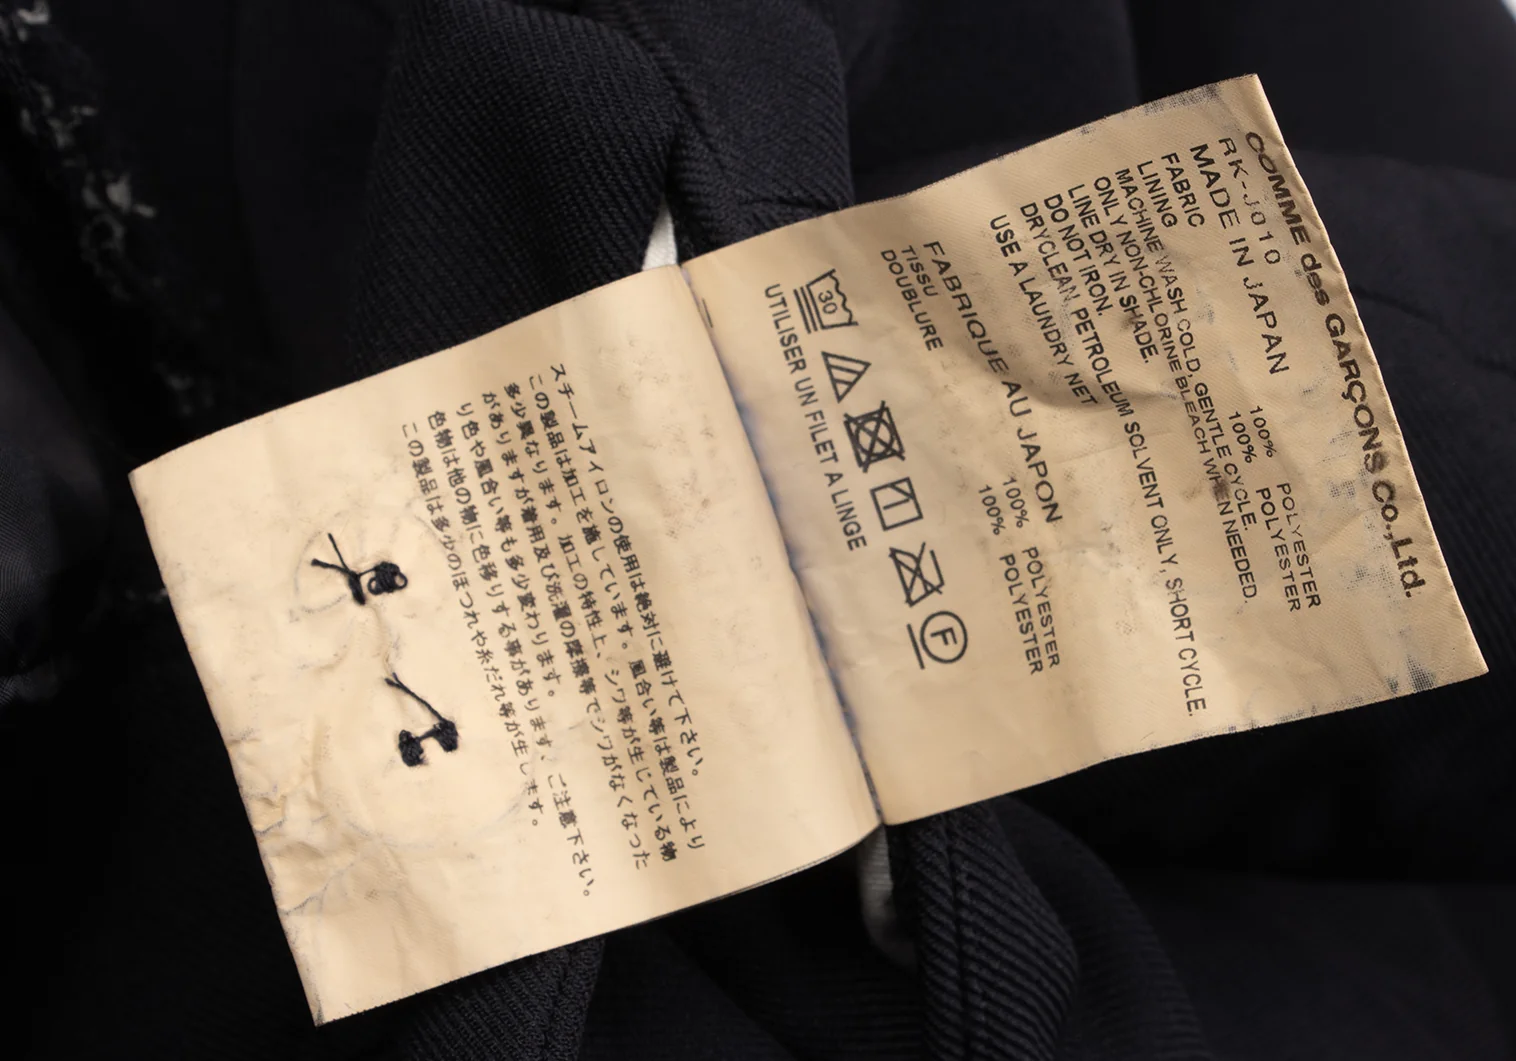 COMME des GARÇONS CO.,Ltd.
RK-J010
MADE IN JAPAN
FABRIC 100% POLYESTER
LINING 100% POLYESTER
MACHINE WASH COLD, GENTLE CYCLE.
ONLY NON-CHLORINE BLEACH WHEN NEEDED.
LINE DRY IN SHADE.
DO NOT IRON.
DRYCLEAN, PETROLEUM SOLVENT ONLY, SHORT CYCLE.
USE A LAUNDRY NET
FABRIQUE AU JAPON
TISSU 100% POLYESTER
DOUBLURE 100% POLYESTER
30
F
UTILISER UN FILET A LINGE
スチームアイロンの使用は絶対に避けて下さい。
この製品は加工を施しています。風合い等は製品により
多少異なります。加工の特性上、シワ等が生じている物
がありますが着用及び洗濯の摩擦等でシワがなくなった
り色や風合い等も多少変わります。
色物は他の物に色移りする事があります、ご注意下さい。
この製品は多少のほつれや糸だれ等が生じます。